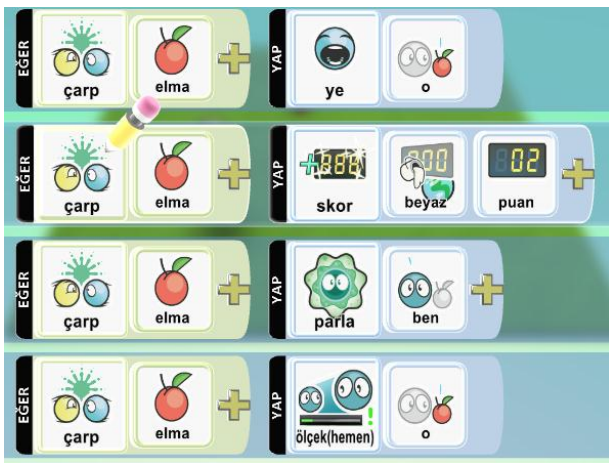 EĞER çarp elma YAP ye o
EĞER çarp elma YAP skor beyaz 02 puan
EĞER çarp elma YAP parla ben
EĞER çarp elma YAP ölçek(hemen) o